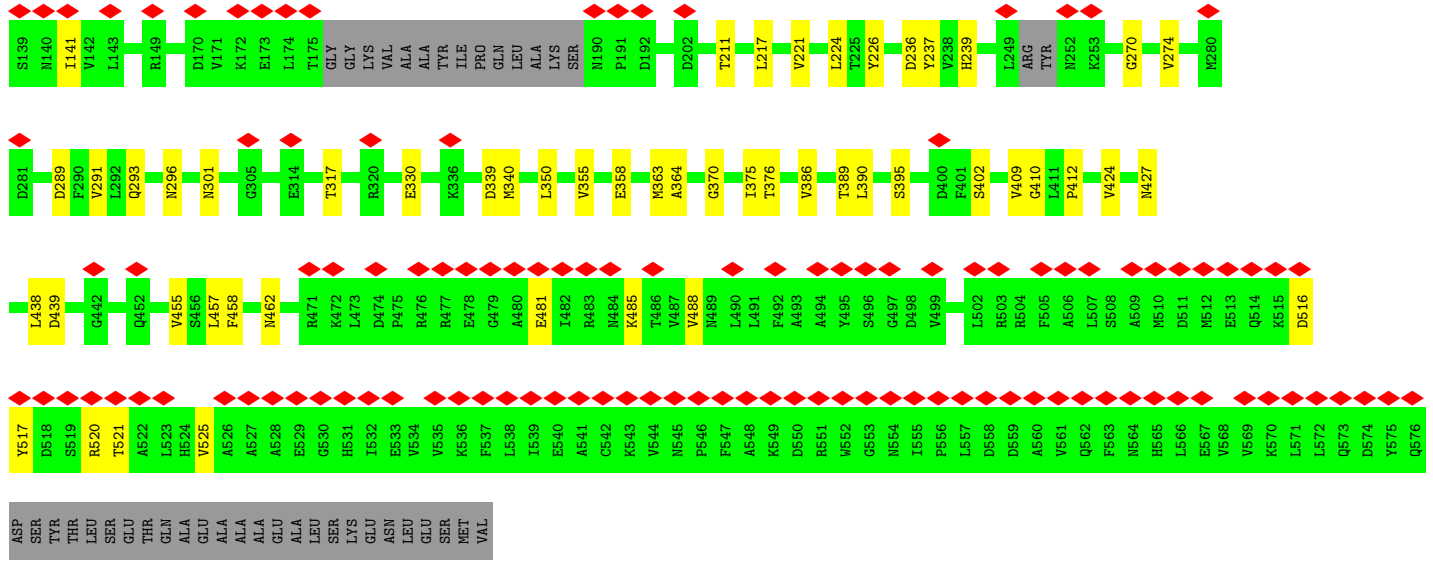 S139 N140 I141 V142 L143 R149 D170 V171 K172 E173 L174 T175 GLY GLY LYS VAL ALA ALA TYR ILE PRO GLN LEU ALA LYS SER N190 P191 D192 D202 T211 L217 V221 L224 T225 Y226 D236 Y237 V238 H239 L249 ARG TYR N252 K253 G270 V274 M280
D281 D289 F290 V291 L292 Q293 N296 N301 G305 E314 T317 R320 E330 K336 D339 M340 L350 V355 E358 M363 A364 G370 I375 T376 V386 T389 L390 S395 D400 F401 S402 V409 G410 L411 P412 V424 N427
L438 D439 G442 Q452 V455 S456 L457 F458 N462 R471 K472 L473 D474 P475 R476 R477 E478 G479 A480 E481 I482 R483 N484 K485 T486 V487 V488 N489 L490 L491 F492 A493 A494 Y495 S496 G497 D498 V499 L502 R503 R504 F505 A506 L507 S508 A509 M510 D511 M512 E513 Q514 K515 D516
Y517 D518 S519 R520 T521 A522 L523 H524 V525 A526 A527 A528 E529 G530 H531 I532 E533 V534 V535 K536 F537 L538 I539 E540 A541 C542 K543 V544 N545 P546 F547 A548 K549 D550 R551 W552 G553 N554 I555 P556 L557 D558 D559 A560 V561 Q562 F563 N564 H565 L566 E567 V568 V569 K570 L571 L572 Q573 D574 Y575 Q576
ASP SER TYR THR LEU SER GLU THR GLN ALA GLU ALA ALA ALA GLU ALA LEU SER LYS GLU ASN LEU GLU SER MET VAL